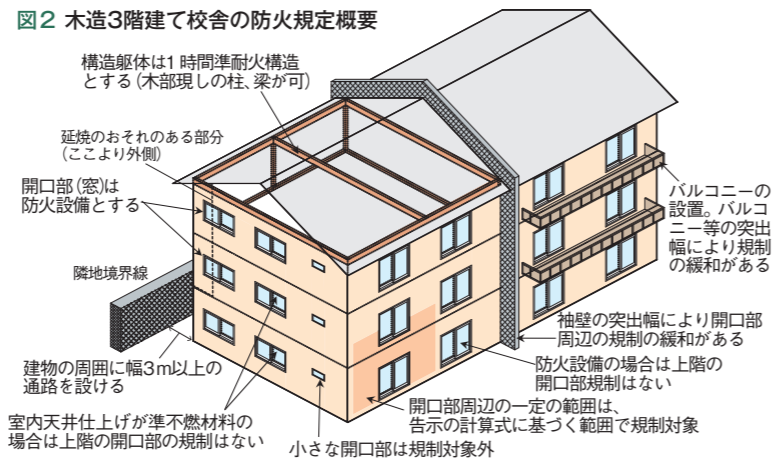 図2 木造3階建て校舎の防火規定概要
構造躯体は1時間準耐火構造
とする(木部現しの柱、梁が可)
延焼のおそれのある部分
(ここより外側)
開口部(窓)は
防火設備とする
隣地境界線
建物の周囲に幅3m以上の
通路を設ける
室内天井仕上げが準不燃材料の
場合は上階の開口部の規制はない
小さな開口部は規制対象外
バルコニーの
設置。バルコ
ニー等の突出
幅により規制
の緩和がある
袖壁の突出幅により開口部
周辺の規制の緩和がある
防火設備の場合は上階の
開口部規制はない
開口部周辺の一定の範囲は、
告示の計算式に基づく範囲で規制対象